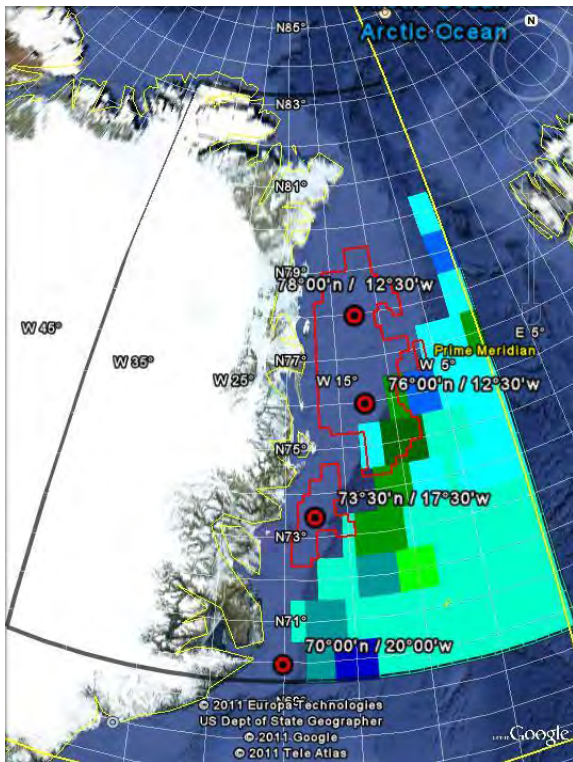 N
Arctic Ocean
N85°
N83°
N81°
N79°
78°00'n / 12°30'w
W 45°
E 5°
W 35°
N77°
Prime Meridian
W 25°
W 15°
W 5°
76°00'n / 12°30'w
N75°
73°30'n / 17°30'w
N73°
N71°
70°00'n / 20°00'w
N69°
© 2011 Europa Technologies
US Dept of State Geographer
© 2011 Google
© 2011 Tele Atlas
Google